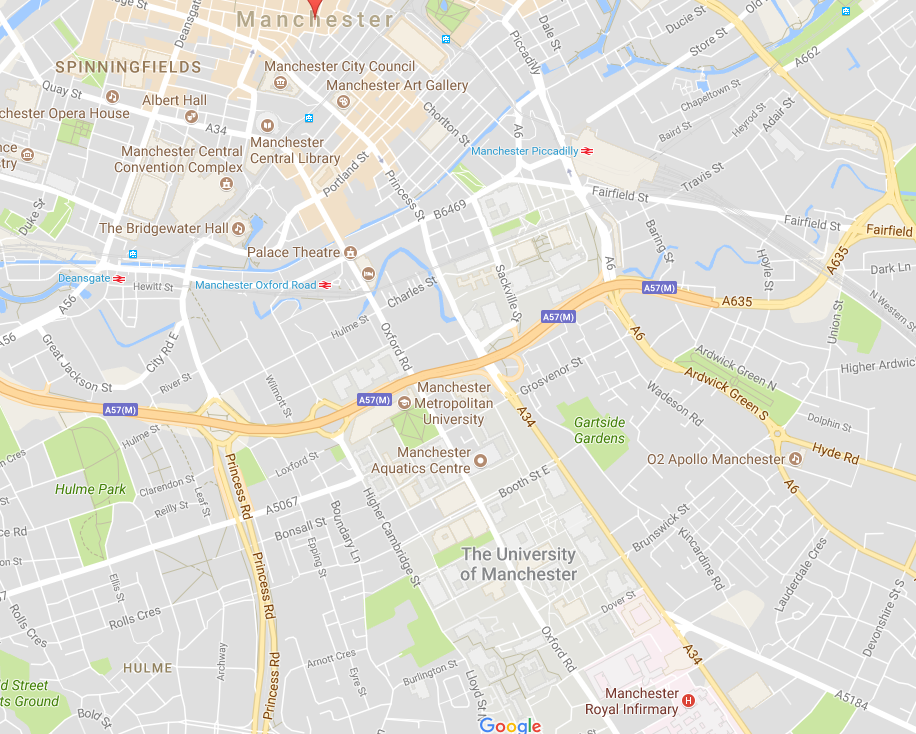 Manchester
Deansgate
Dale St
Ducie St
Old
Store St
A662
Piccadilly
SPINNINGFIELDS
Manchester City Council
Manchester Art Gallery
Quay St
Albert Hall
chester Opera House
A34
Manchester
Central Library
Chorlton St
A6
Chapeltown St
Heyrod St
Adair St
Baird St
Manchester Piccadilly
Manchester Central
Convention Complex
nce
stry
Portland St
Princess St
Travis St
Fairfield St
Fairfield St
Fairfield
B6469
Duke St
The Bridgewater Hall
Palace Theatre
Baring St
A6
Hoyle St
A635
Dark Ln
Deansgate
Hewitt St
Manchester Oxford Road
Charles St
Sackville St
A57(M)
A635
A57(M)
N Western St
Union St
A56
A56
Hulme St
Oxford Rd
City Rd E
Great Jackson St
A6
Ardwick Green N
Ardwick Green S
Higher Ardwic
River St
Wilmott St
Grosvenor St
A57(M)
A57(M)
Manchester
Metropolitan
University
A34
Wadeson Rd
Gartside
Gardens
Dolphin St
Hulme St
Manchester
Aquatics Centre
O2 Apollo Manchester
Hyde Rd
Loxford St
Princess Rd
Booth St E
A6
Hulme Park
Clarendon St
Leaf St
Reilly St
A5067
Bonsall St
Boundary Ln
Higher Cambridge St
Epping St
Brunswick St
Kincardine Rd
The University
of Manchester
Lauderdale Cres
Devonshire St S
Princess Rd
Ellis St
Rolls Cres
Rolls Cres
Dover St
Oxford Rd
A34
HULME
Archway
Arnott Cres
Eyre St
Burlington St
Lloyd St N
Princess Rd
ld Street
ts Ground
Bold St
Manchester
Royal Infirmary
H
A5184
Google